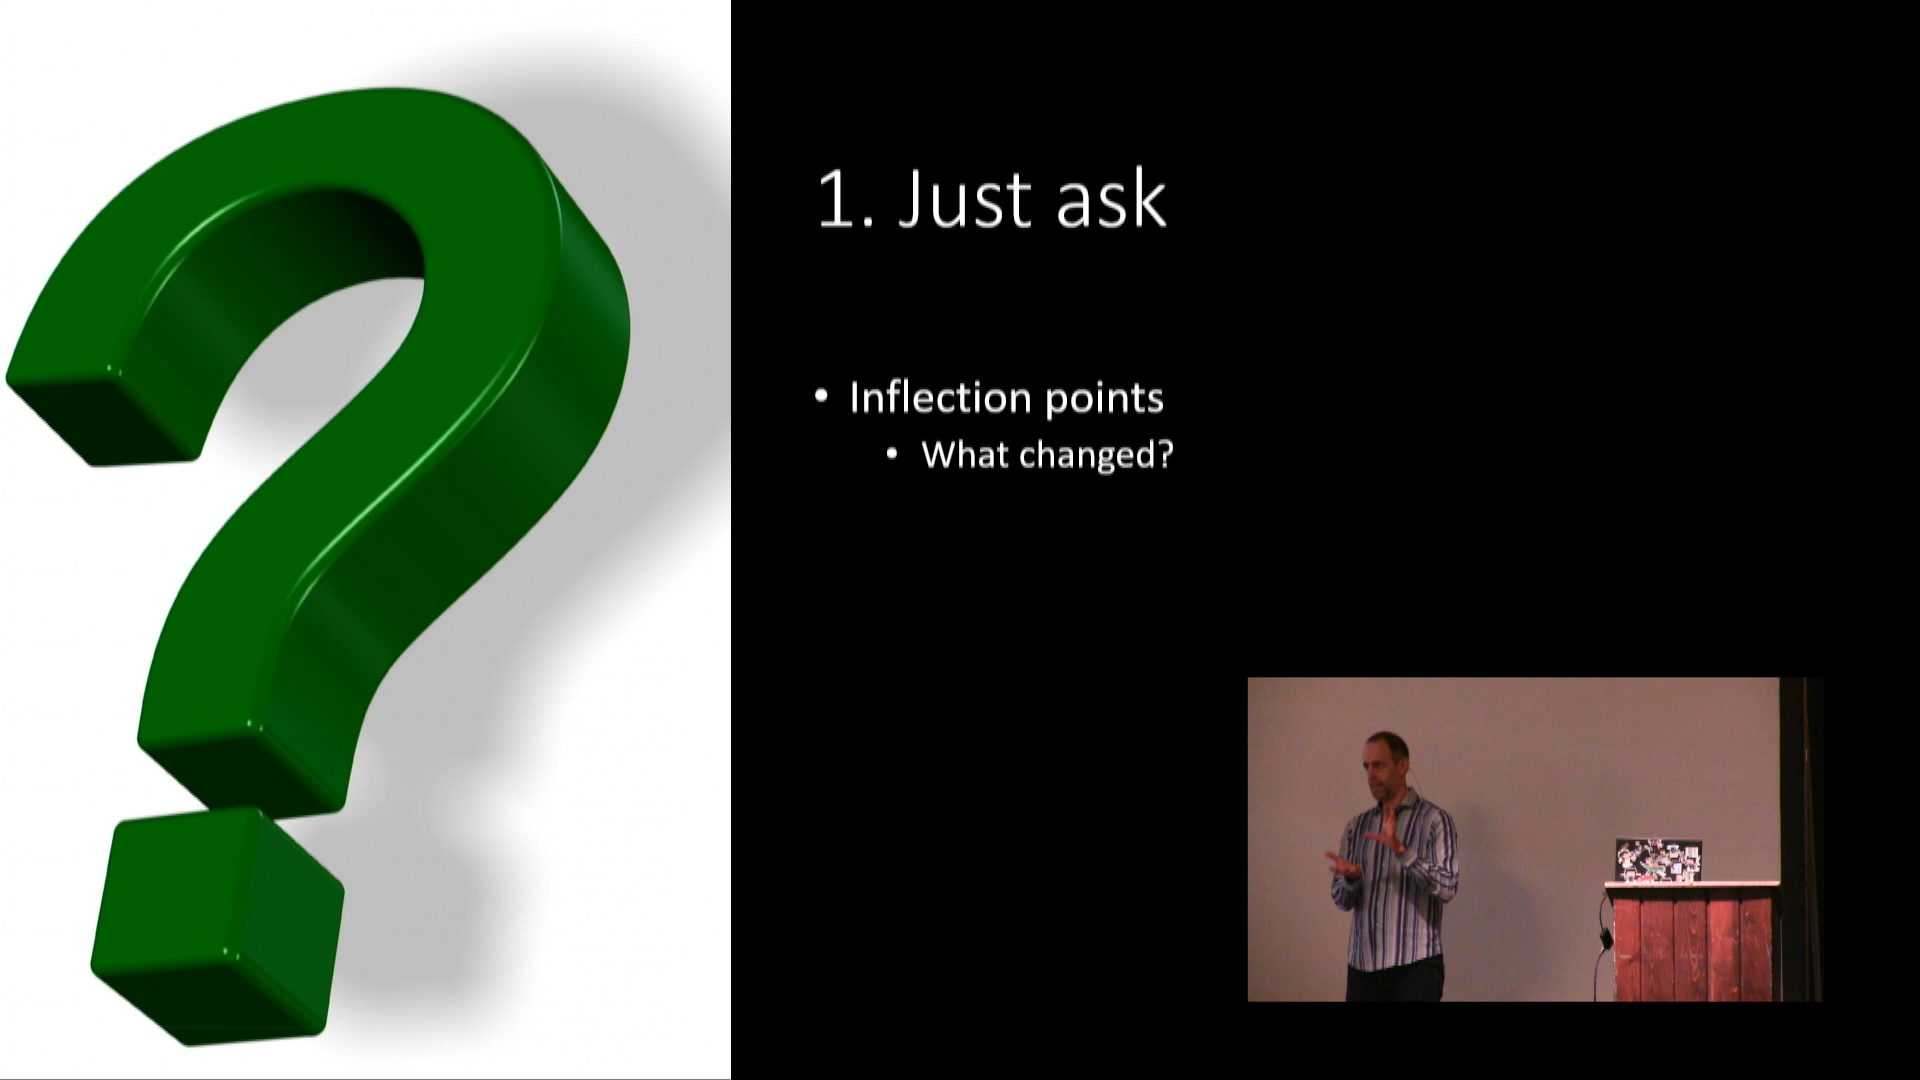 1. Just ask
• Inflection points
• What changed?